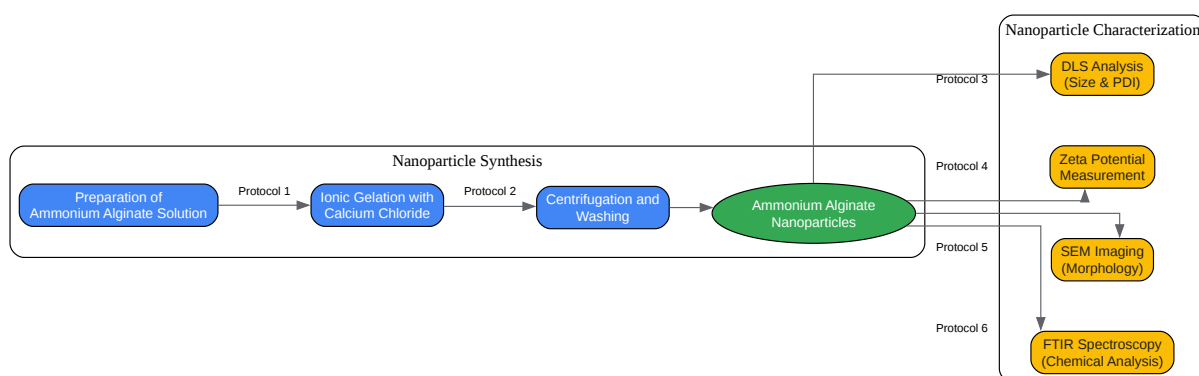 Nanoparticle Synthesis
Preparation of
Ammonium Alginate Solution
Protocol 1
Ionic Gelation with
Calcium Chloride
Protocol 2
Centrifugation and
Washing
Ammonium Alginate
Nanoparticles
Nanoparticle Characterization
Protocol 3
DLS Analysis
(Size & PDI)
Protocol 4
Zeta Potential
Measurement
Protocol 5
SEM Imaging
(Morphology)
Protocol 6
FTIR Spectroscopy
(Chemical Analysis)